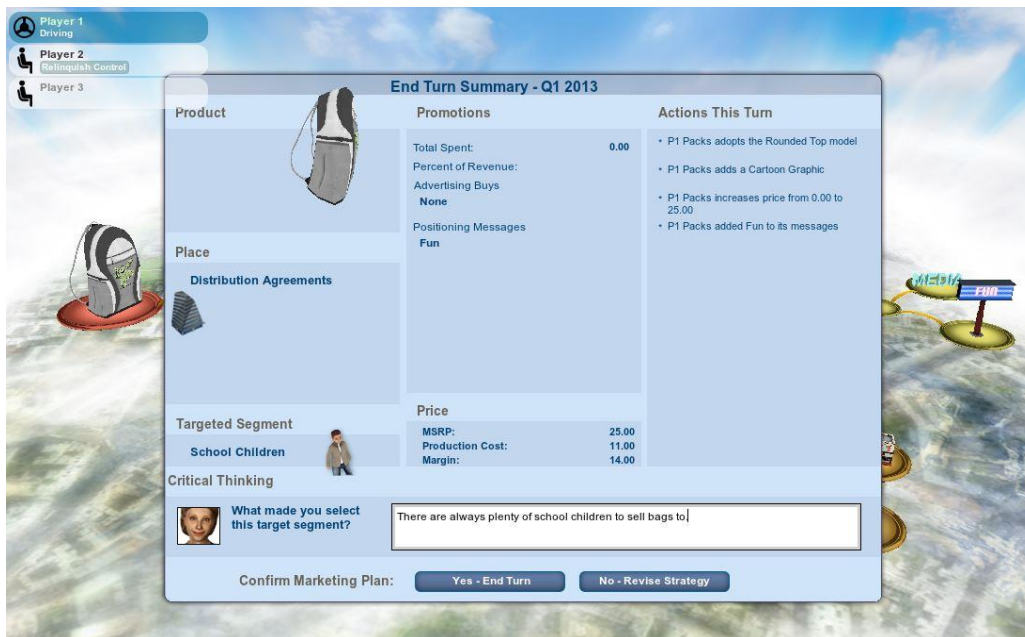 Player 1
Driving
Player 2
Relinquish Control
Player 3
End Turn Summary - Q1 2013
Product
Promotions
Total Spent: 0.00
Percent of Revenue:
Advertising Buys
None
Positioning Messages
Fun
Actions This Turn
• P1 Packs adopts the Rounded Top model
• P1 Packs adds a Cartoon Graphic
• P1 Packs increases price from 0.00 to
25.00
• P1 Packs added Fun to its messages
Place
Distribution Agreements
MEDIA
FUN
Targeted Segment
School Children
Price
MSRP: 25.00
Production Cost: 11.00
Margin: 14.00
Critical Thinking
What made you select
this target segment?
There are always plenty of school children to sell bags to.
Confirm Marketing Plan:
Yes - End Turn
No - Revise Strategy